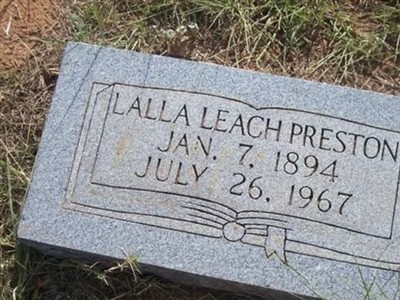 LALLA LEACH PRESTON
JAN. 7, 1894
JULY 26, 1967